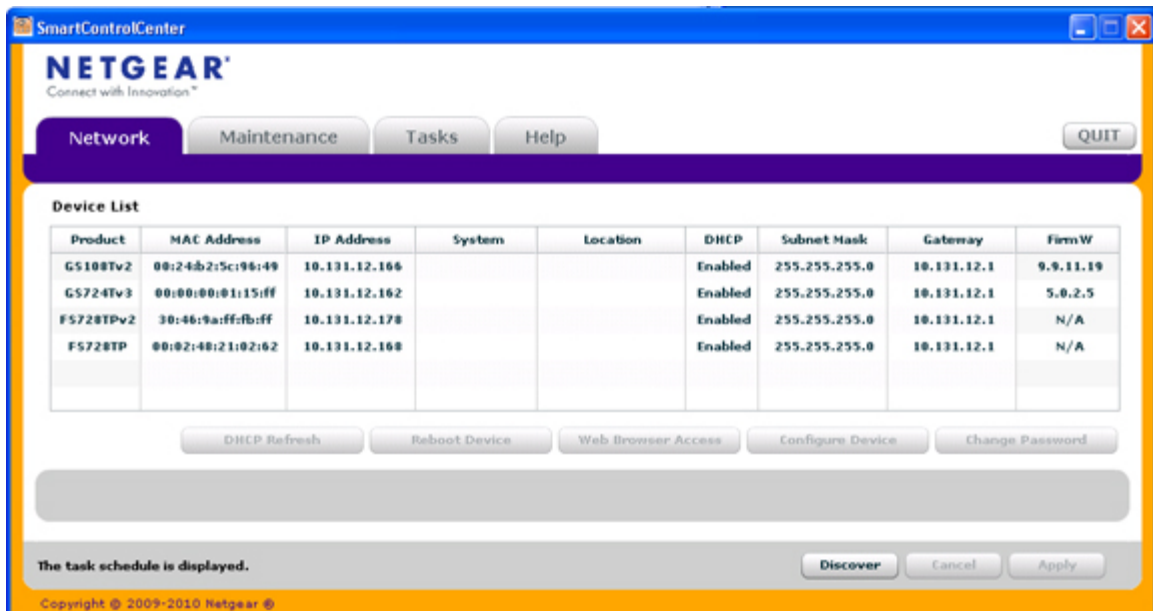 SmartControlCenter
NETGEAR®
Connect with Innovation™
Network Maintenance Tasks Help QUIT
Device List
Product MAC Address IP Address System Location DHCP Subnet Mask Gateway FirmW
GS108Tv2 00:24:b2:5c:96:49 10.131.12.166 Enabled 255.255.255.0 10.131.12.1 9.9.11.19
GS724Tv3 00:00:00:01:15:ff 10.131.12.162 Enabled 255.255.255.0 10.131.12.1 5.0.2.5
FS728TPv2 30:46:9a:ff:fb:ff 10.131.12.178 Enabled 255.255.255.0 10.131.12.1 N/A
FS728TP 00:02:48:21:02:62 10.131.12.168 Enabled 255.255.255.0 10.131.12.1 N/A
DHCP Refresh Reboot Device Web Browser Access Configure Device Change Password
The task schedule is displayed. Discover Cancel Apply
Copyright © 2009-2010 Netgear ®